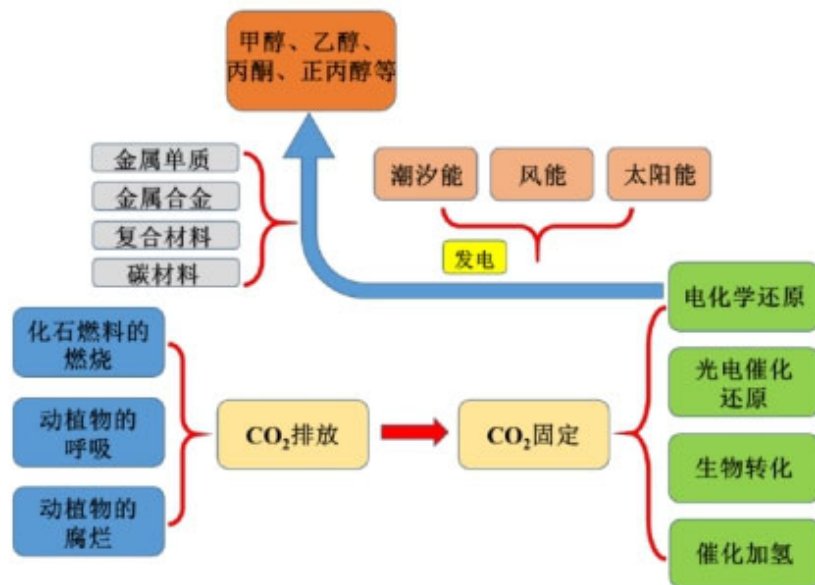 甲醇、乙醇、
丙酮、正丙醇等
金属单质
金属合金
复合材料
碳材料
潮汐能
风能
太阳能
发电
电化学还原
光电催化
还原
生物转化
催化加氢
化石燃料的
燃烧
动植物的
呼吸
动植物的
腐烂
CO₂排放
CO₂固定